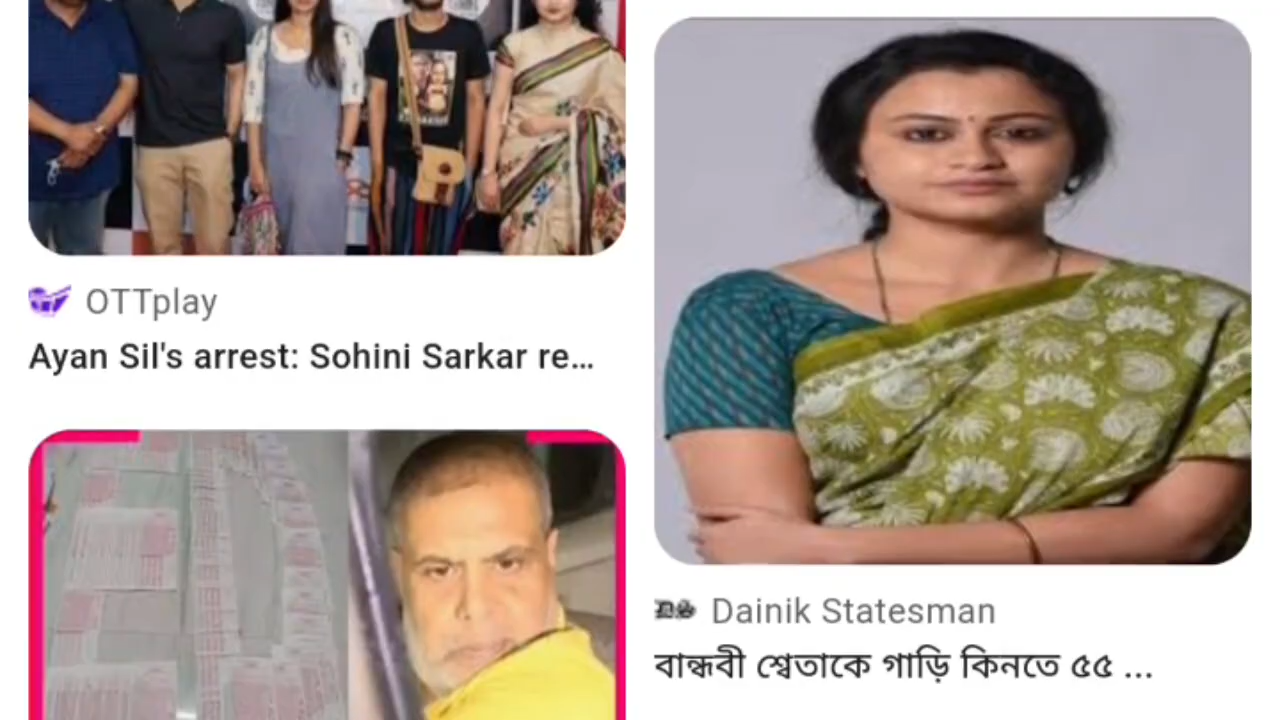 OTTplay
Ayan Sil's arrest: Sohini Sarkar re...
Dainik Statesman
বান্ধবী শ্বেতাকে গাড়ি কিনতে ৫৫ ...